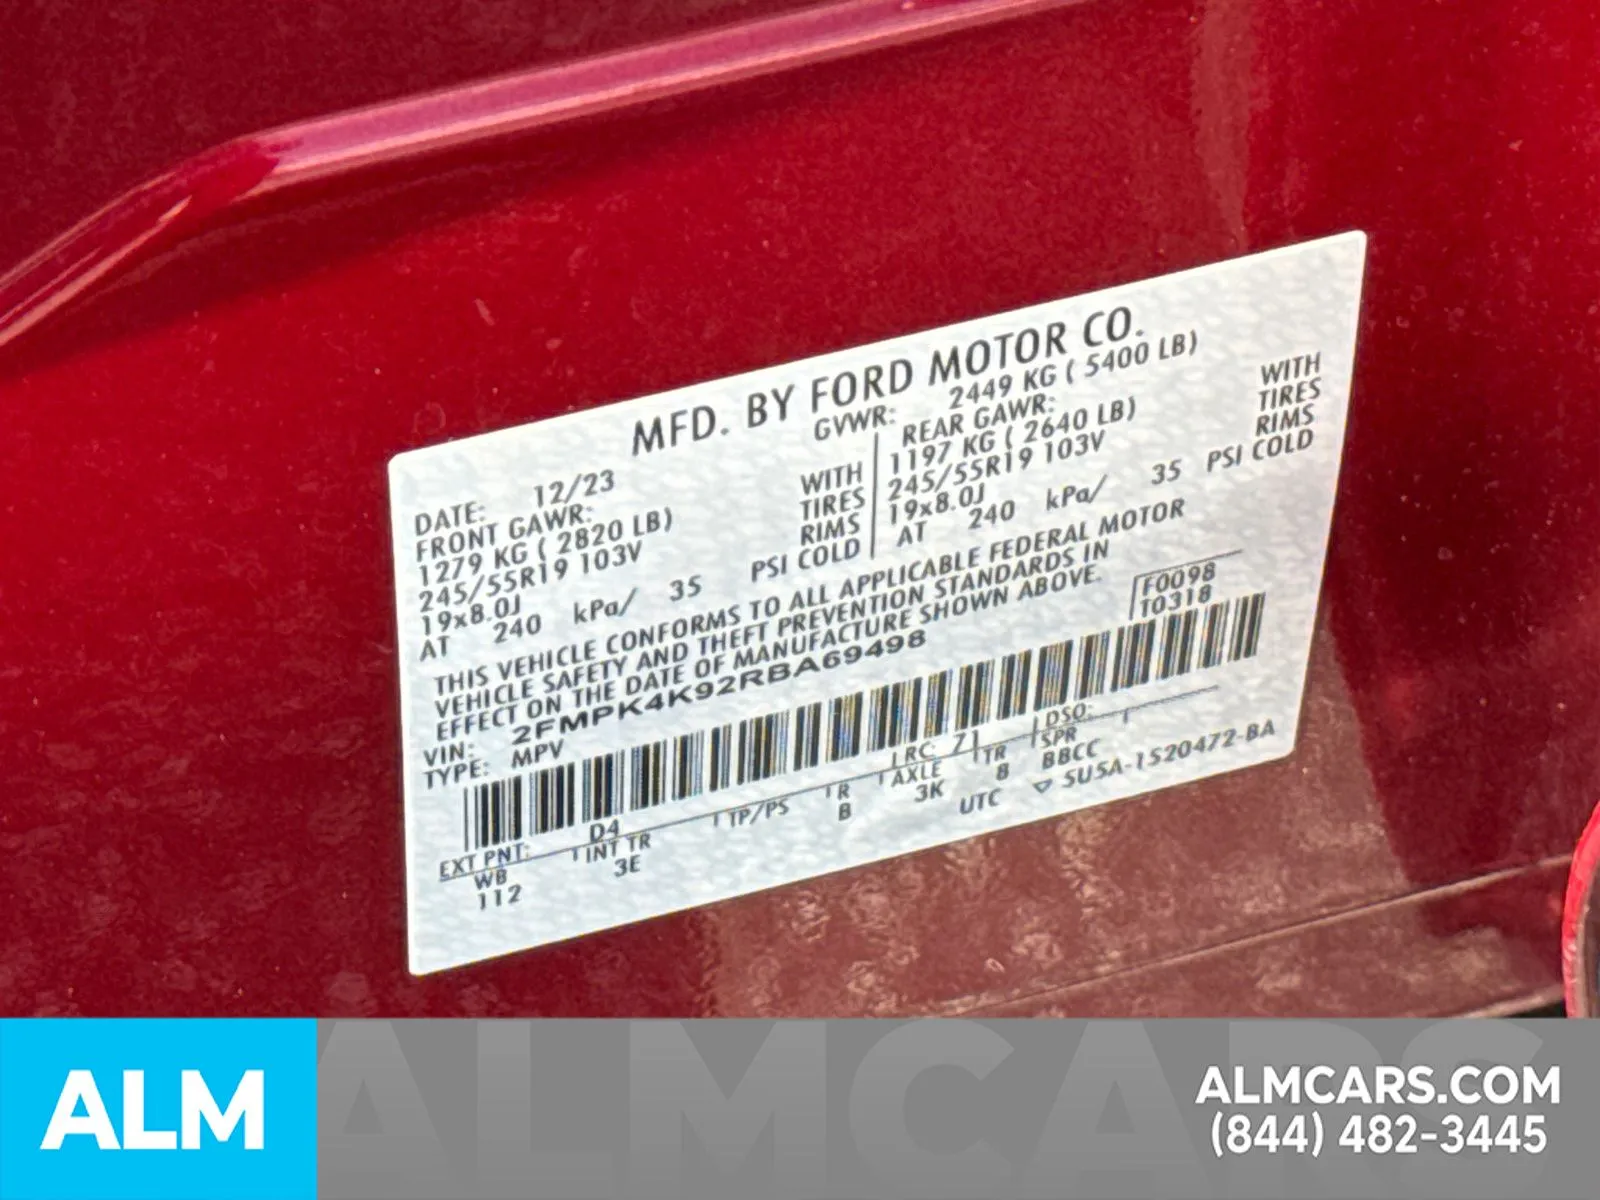 MFD. BY FORD MOTOR CO.
DATE: 12/23
GVWR: 2449 KG ( 5400 LB)
FRONT GAWR:
1279 KG ( 2820 LB)
WITH
245/55R19 103V
TIRES
19x8.0J
RIMS
AT 240 kPa/ 35 PSI COLD
REAR GAWR:
1197 KG ( 2640 LB)
WITH
245/55R19 103V
TIRES
19x8.0J
RIMS
AT 240 kPa/ 35 PSI COLD
THIS VEHICLE CONFORMS TO ALL APPLICABLE FEDERAL MOTOR
VEHICLE SAFETY AND THEFT PREVENTION STANDARDS IN
EFFECT ON THE DATE OF MANUFACTURE SHOWN ABOVE.
VIN: 2FMPK4K92RBA69498
TYPE: MPV
F0098
T0318
EXT PNT: D4
RC: 71
DSO:
WB
INT TR
TP/PS
R
AXLE
TR
SPR
112
3E
B
3K
8
BBCC
UTC
5U5A-1520472-BA
ALMCARS
ALM
ALMCARS.COM
(844) 482-3445